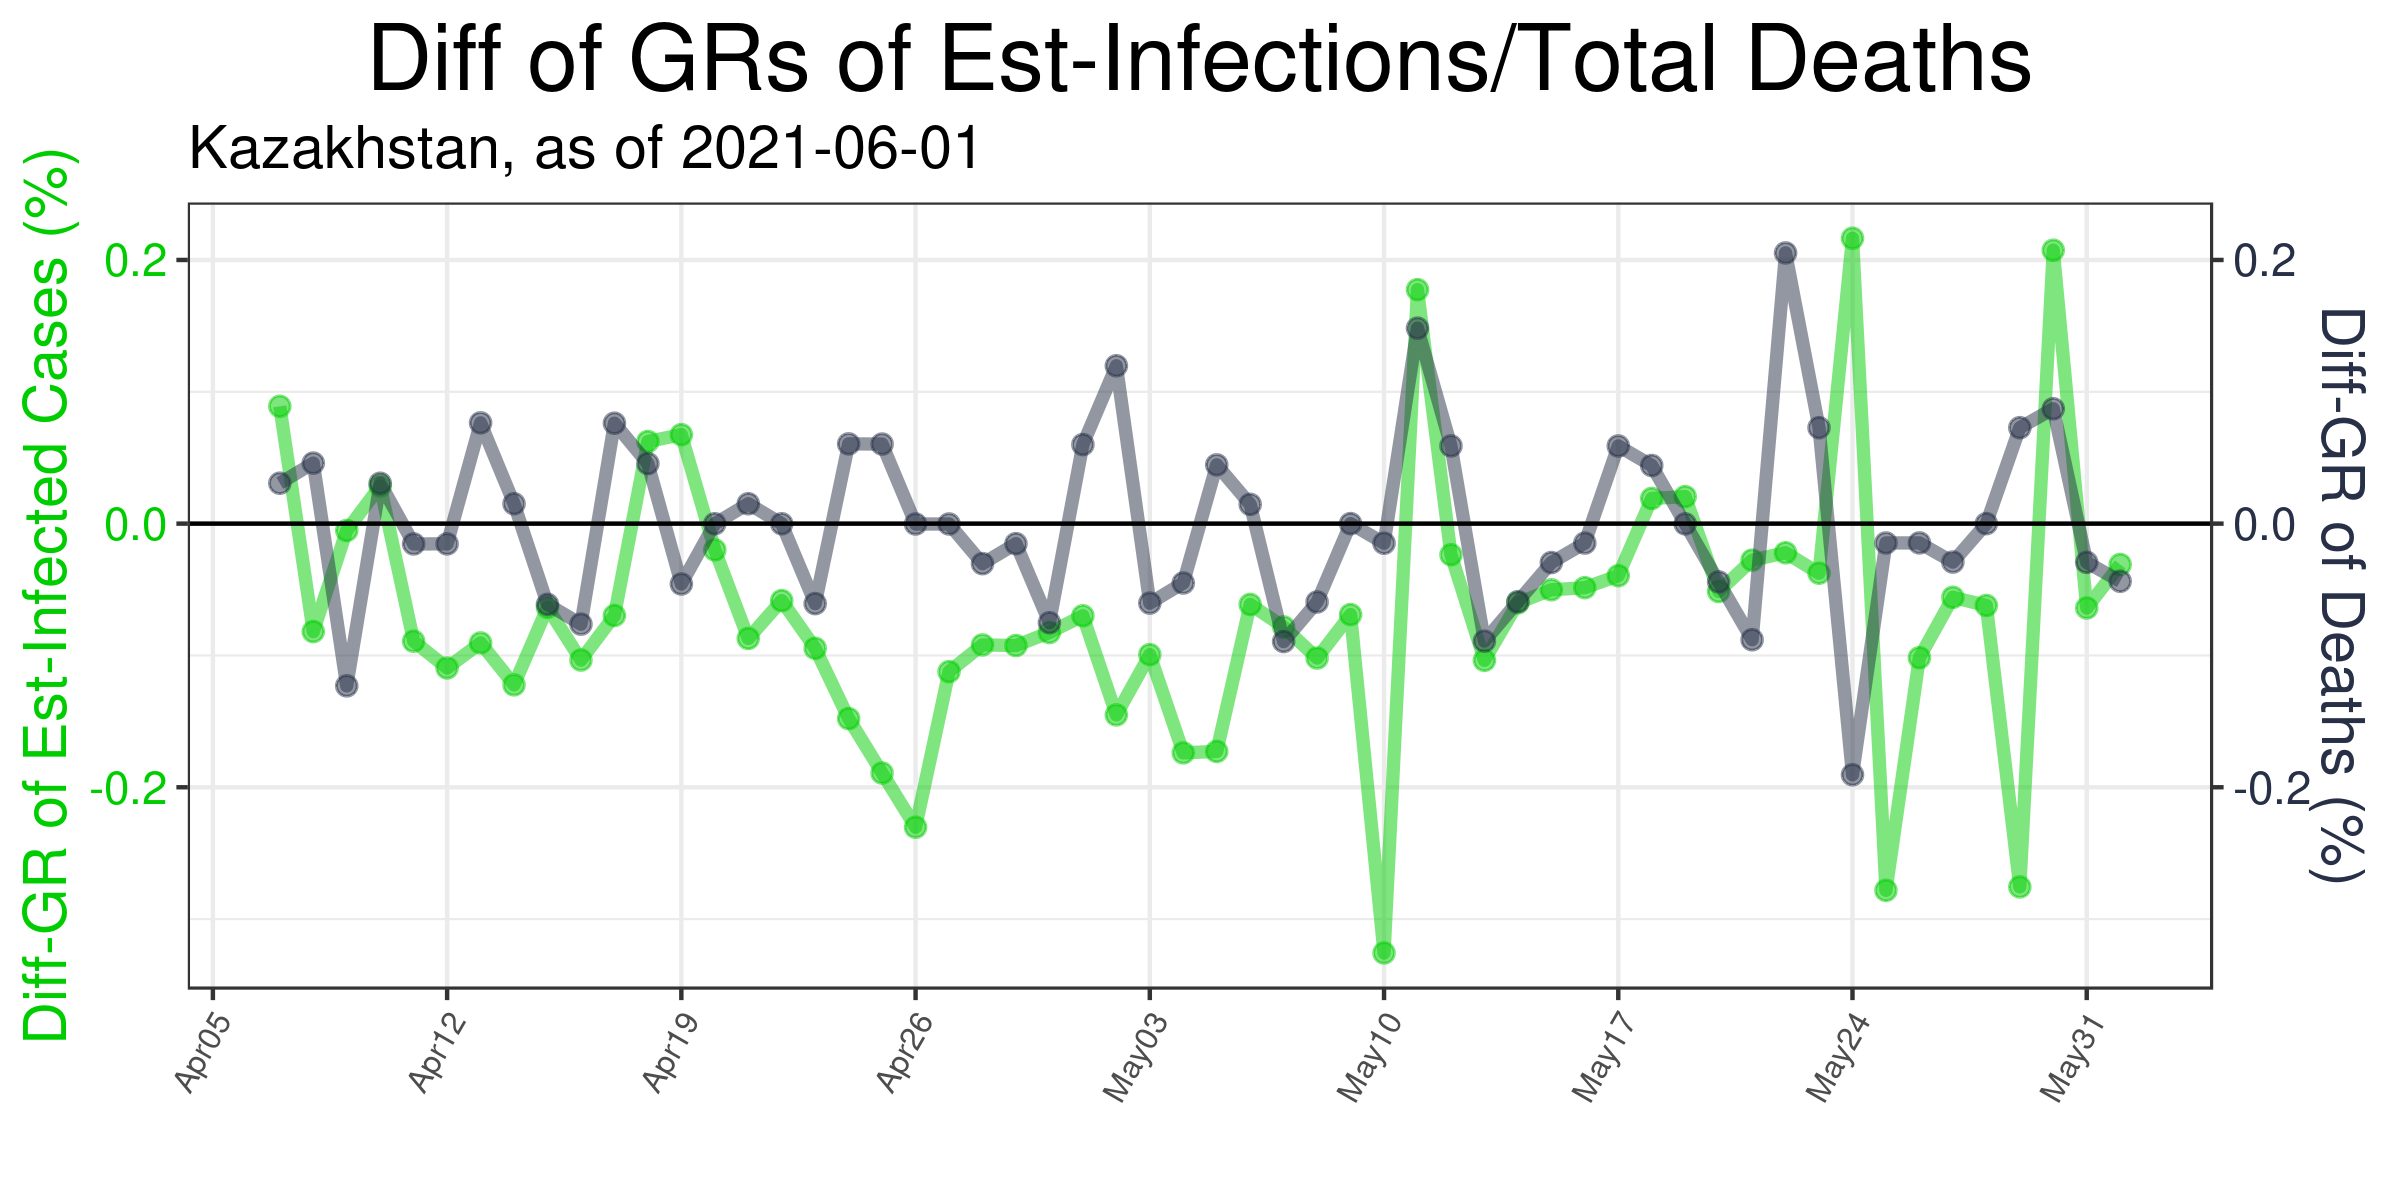 Diff of GRs of Est-Infections/Total Deaths
Kazakhstan, as of 2021-06-01
Diff-GR of Est-Infected Cases (%)
0.2
0.0
-0.2
0.2
0.0
-0.2
Diff-GR of Deaths (%)
Apr05
Apr12
Apr19
Apr26
May03
May10
May17
May24
May31